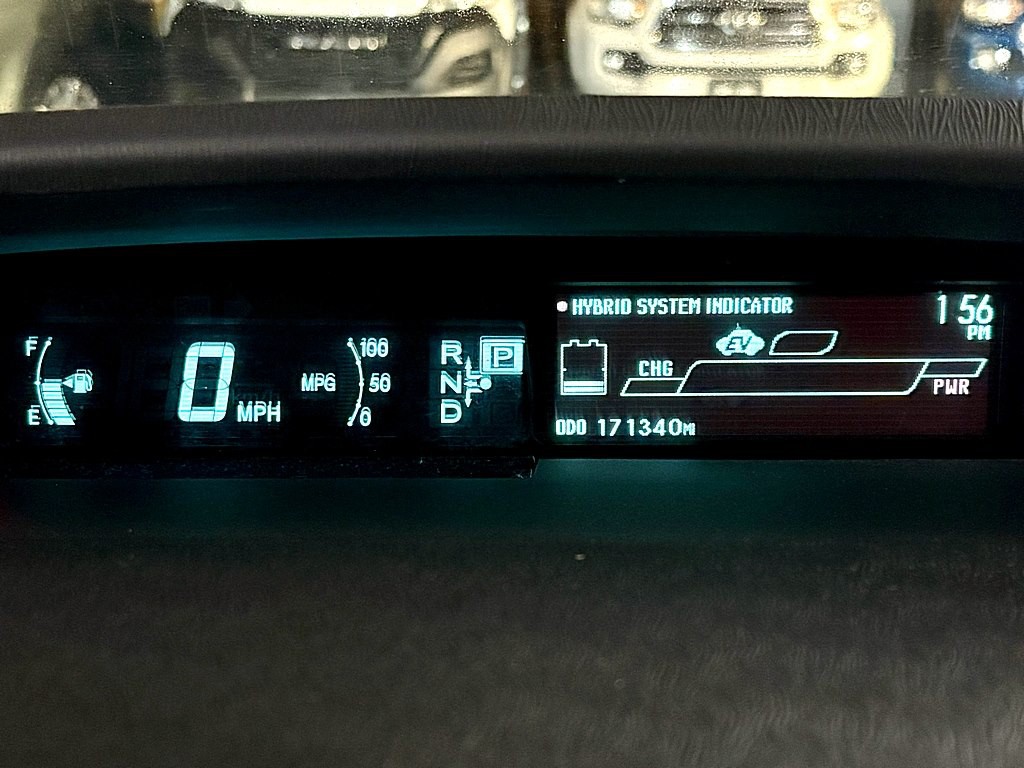 F
E
0 MPH
MPG
100
50
0
R
N
D
P
HYBRID SYSTEM INDICATOR
1 56
PM
EV
CHG
PWR
ODO 171340MI